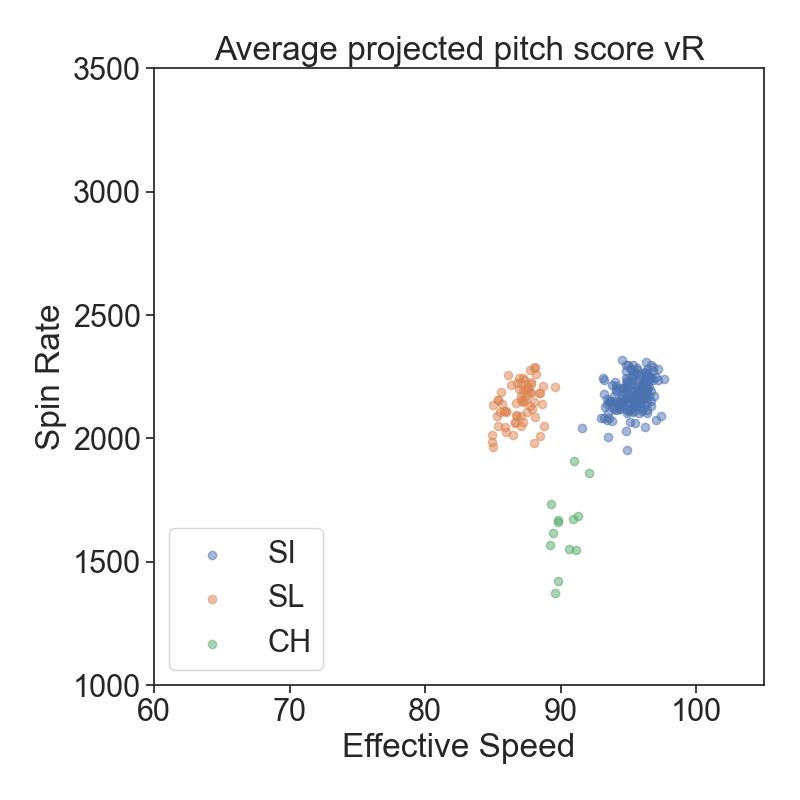 Average projected pitch score vR
3500
3000
2500
2000
1500
1000
Spin Rate
SI
SL
CH
60 70 80 90 100
Effective Speed